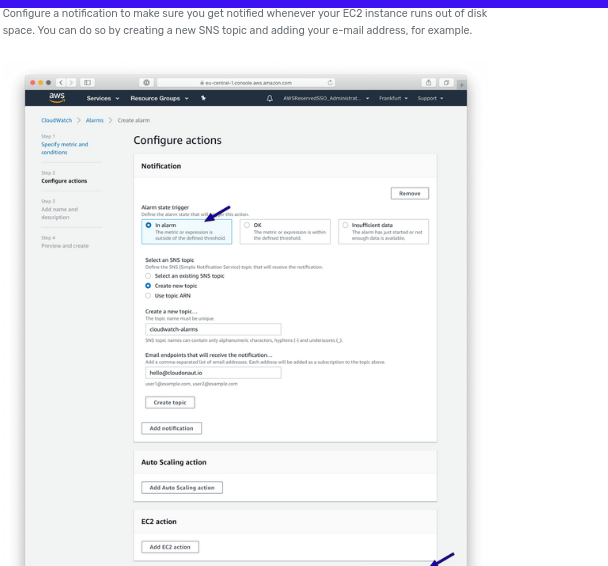 Configure a notification to make sure you get notified whenever your EC2 instance runs out of disk
space. You can do so by creating a new SNS topic and adding your e-mail address, for example.
eu-central-1.console.aws.amazon.com
aws Services Resource Groups AWSReservedSSO_Administrat... Frankfurt Support
CloudWatch > Alarms > Create alarm
Step 1
Specify metric and
conditions
Step 2
Configure actions
Step 3
Add name and
description
Step 4
Preview and create
Configure actions
Notification
Remove
Alarm state trigger
Define the alarm state that will this action.
In alarm
The metric or expression is
outside of the defined threshold.
OK
The metric or expression is within
the defined threshold.
Insufficient data
The alarm has just started or not
enough data is available.
Select an SNS topic
Define the SNS (Simple Notification Service) topic that will receive the notification.
Select an existing SNS topic
Create new topic
Use topic ARN
Create a new topic...
The topic name must be unique.
cloudwatch-alarms
SNS topic names can contain only alphanumeric characters, hyphens (-) and underscores (_).
Email endpoints that will receive the notification...
Add a comma-separated list of email addresses. Each address will be added as a subscription to the topic above.
hello@cloudonaut.io
user1@example.com, user2@example.com
Create topic
Add notification
Auto Scaling action
Add Auto Scaling action
EC2 action
Add EC2 action